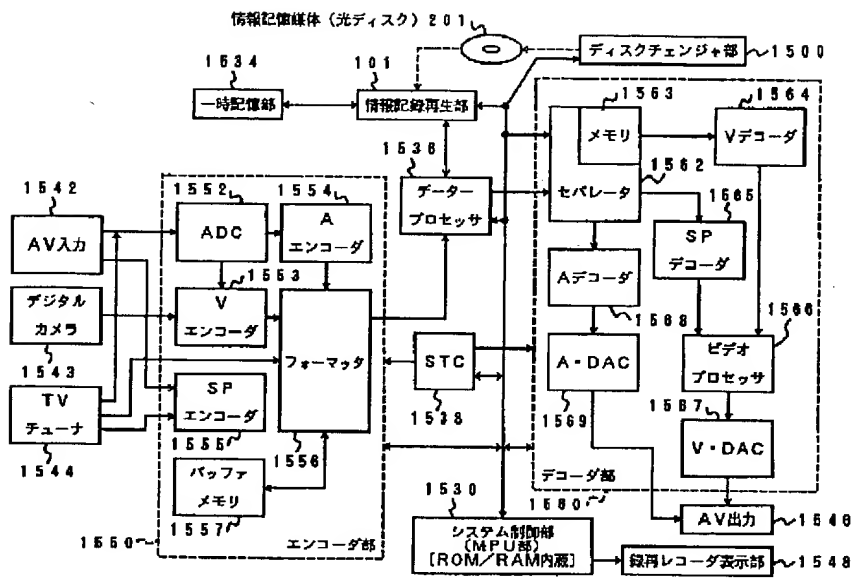 情報記憶媒体（光ディスク）201
ディスクチェンジャ部
1500
1534
101
一時記憶部
情報記録再生部
1536
データー
プロセッサ
1563
1564
メモリ
Vデコーダ
1562
セパレータ
1565
SP
デコーダ
Aデコーダ
1568
1566
ビデオ
プロセッサ
A・DAC
1569
1567
V・DAC
デコーダ部
1560
1542
AV入力
1552
1554
ADC
A
エンコーダ
1553
V
エンコーダ
フォーマッタ
デジタル
カメラ
1543
TV
チューナ
1544
SP
エンコーダ
1555
1556
バッファ
メモリ
1557
1550
エンコーダ部
STC
1538
1530
システム制御部
(MPU部)
[ROM／RAM内蔵]
AV出力
1546
録再レコーダ表示部
1548